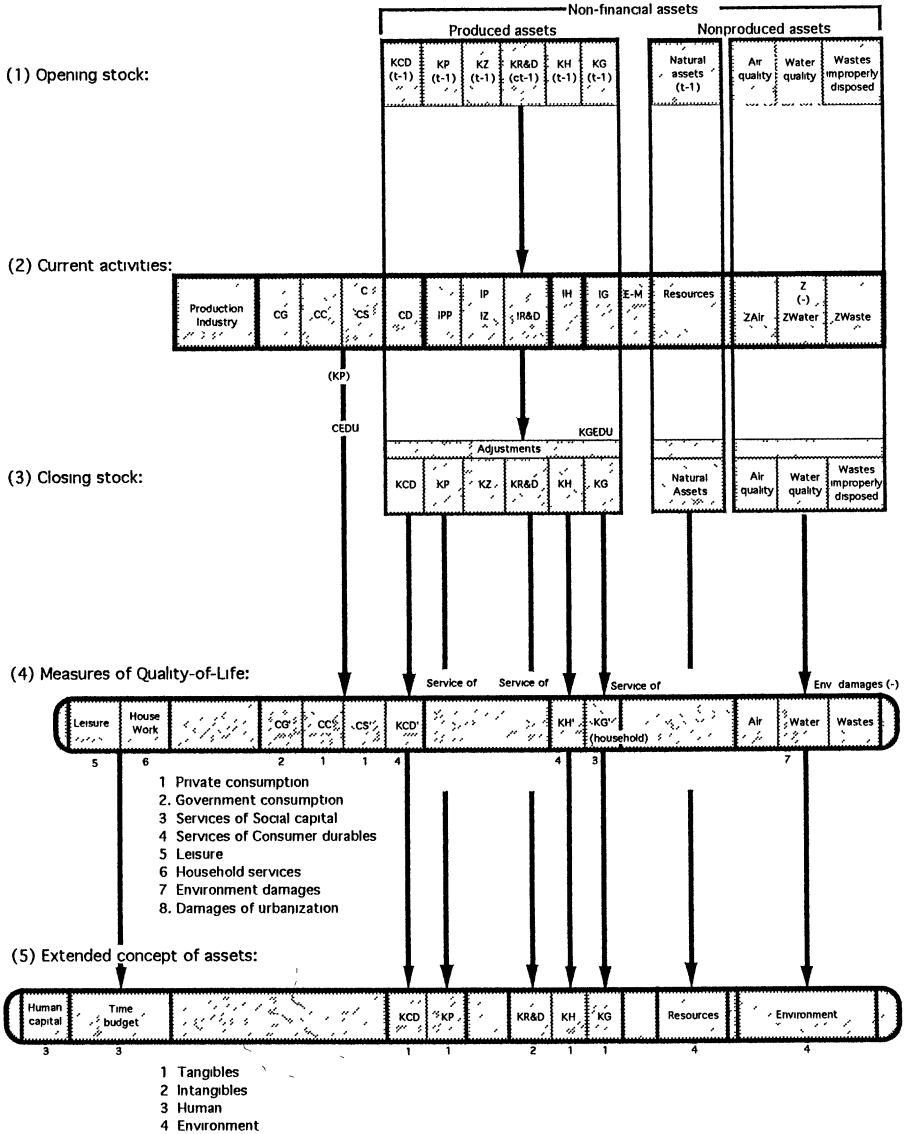 Non-financial assets
Produced assets
Nonproduced assets
(1) Opening stock:
KCD (t-1)
KP (t-1)
KZ (t-1)
KR&D (ct-1)
KH (t-1)
KG (t-1)
Natural assets (t-1)
Air quality
Water quality
Wastes improperly disposed
(2) Current activities:
Production Industry
CG
CC
C
CS
CD
IPP
IP
IZ
IR&D
IH
IG
E-M
Resources
ZAir
Z (-)
ZWater
ZWaste
(KP)
CEDU
KGEDU
Adjustments
(3) Closing stock:
KCD
KP
KZ
KR&D
KH
KG
Natural Assets
Air quality
Water quality
Wastes improperly disposed
(4) Measures of Quality-of-Life:
Service of
Service of
Service of
Env damages (-)
Leisure
House Work
CG'
CC'
CS'
KCD'
KH'
KG'
(household)
Air
Water
Wastes
5
6
2
1
1
4
4
3
7
1 Private consumption
2. Government consumption
3 Services of Social capital
4 Services of Consumer durables
5 Leisure
6 Household services
7 Environment damages
8. Damages of urbanization
(5) Extended concept of assets:
Human capital
Time budget
KCD
KP
KR&D
KH
KG
Resources
Environment
3
3
1
1
2
1
1
4
4
1 Tangibles
2 Intangibles
3 Human
4 Environment